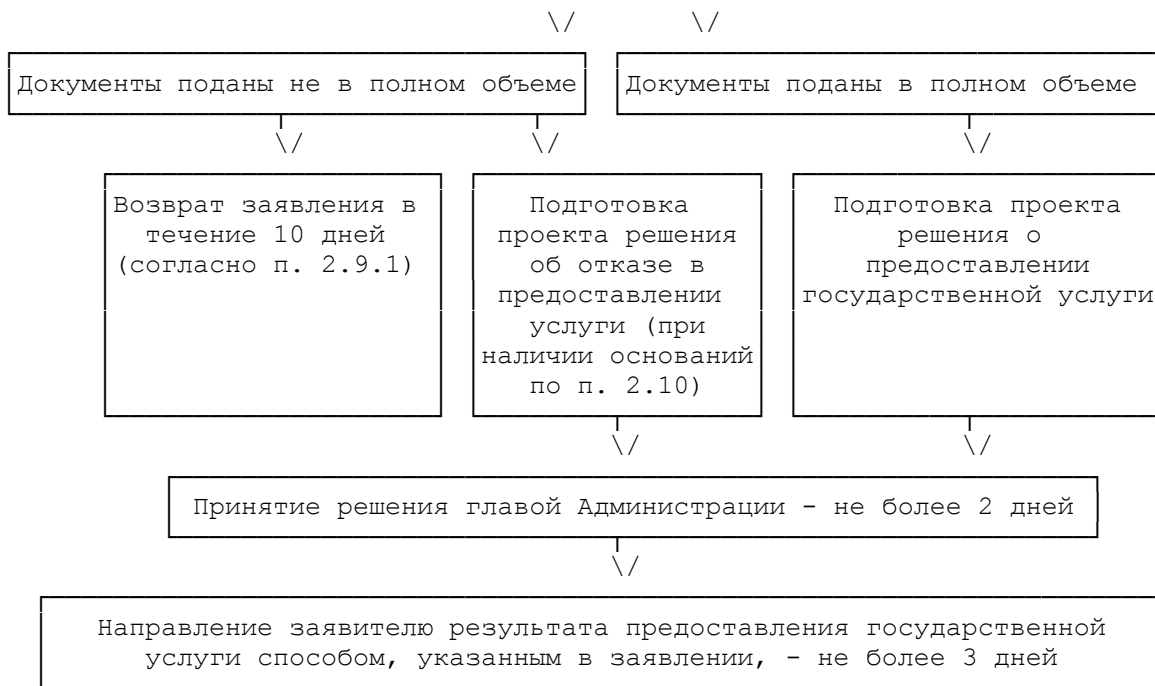 \/ \/
Документы поданы не в полном объеме
Документы поданы в полном объеме
\/ \/ \/
Возврат заявления в
течение 10 дней
(согласно п. 2.9.1)
Подготовка
проекта решения
об отказе в
предоставлении
услуги (при
наличии оснований
по п. 2.10)
Подготовка проекта
решения о
предоставлении
государственной услуги
\/ \/
Принятие решения главой Администрации - не более 2 дней
\/
Направление заявителю результата предоставления государственной
услуги способом, указанным в заявлении, - не более 3 дней